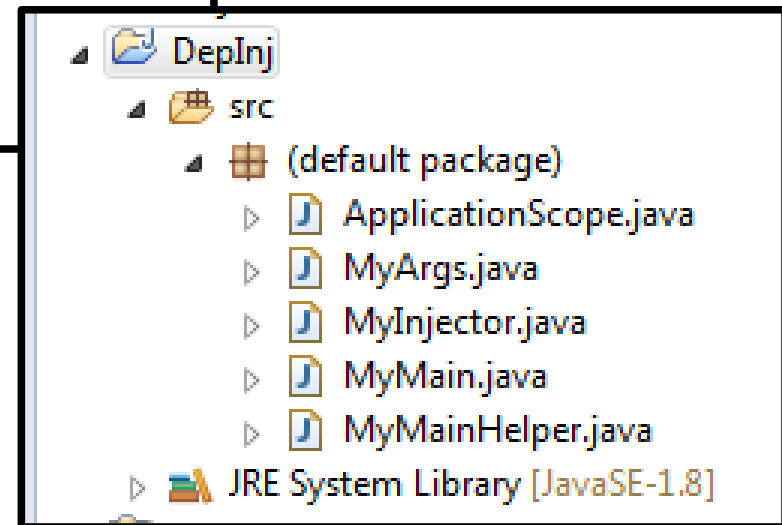 DepInj
src
(default package)
ApplicationScope.java
MyArgs.java
MyInjector.java
MyMain.java
MyMainHelper.java
JRE System Library [JavaSE-1.8]